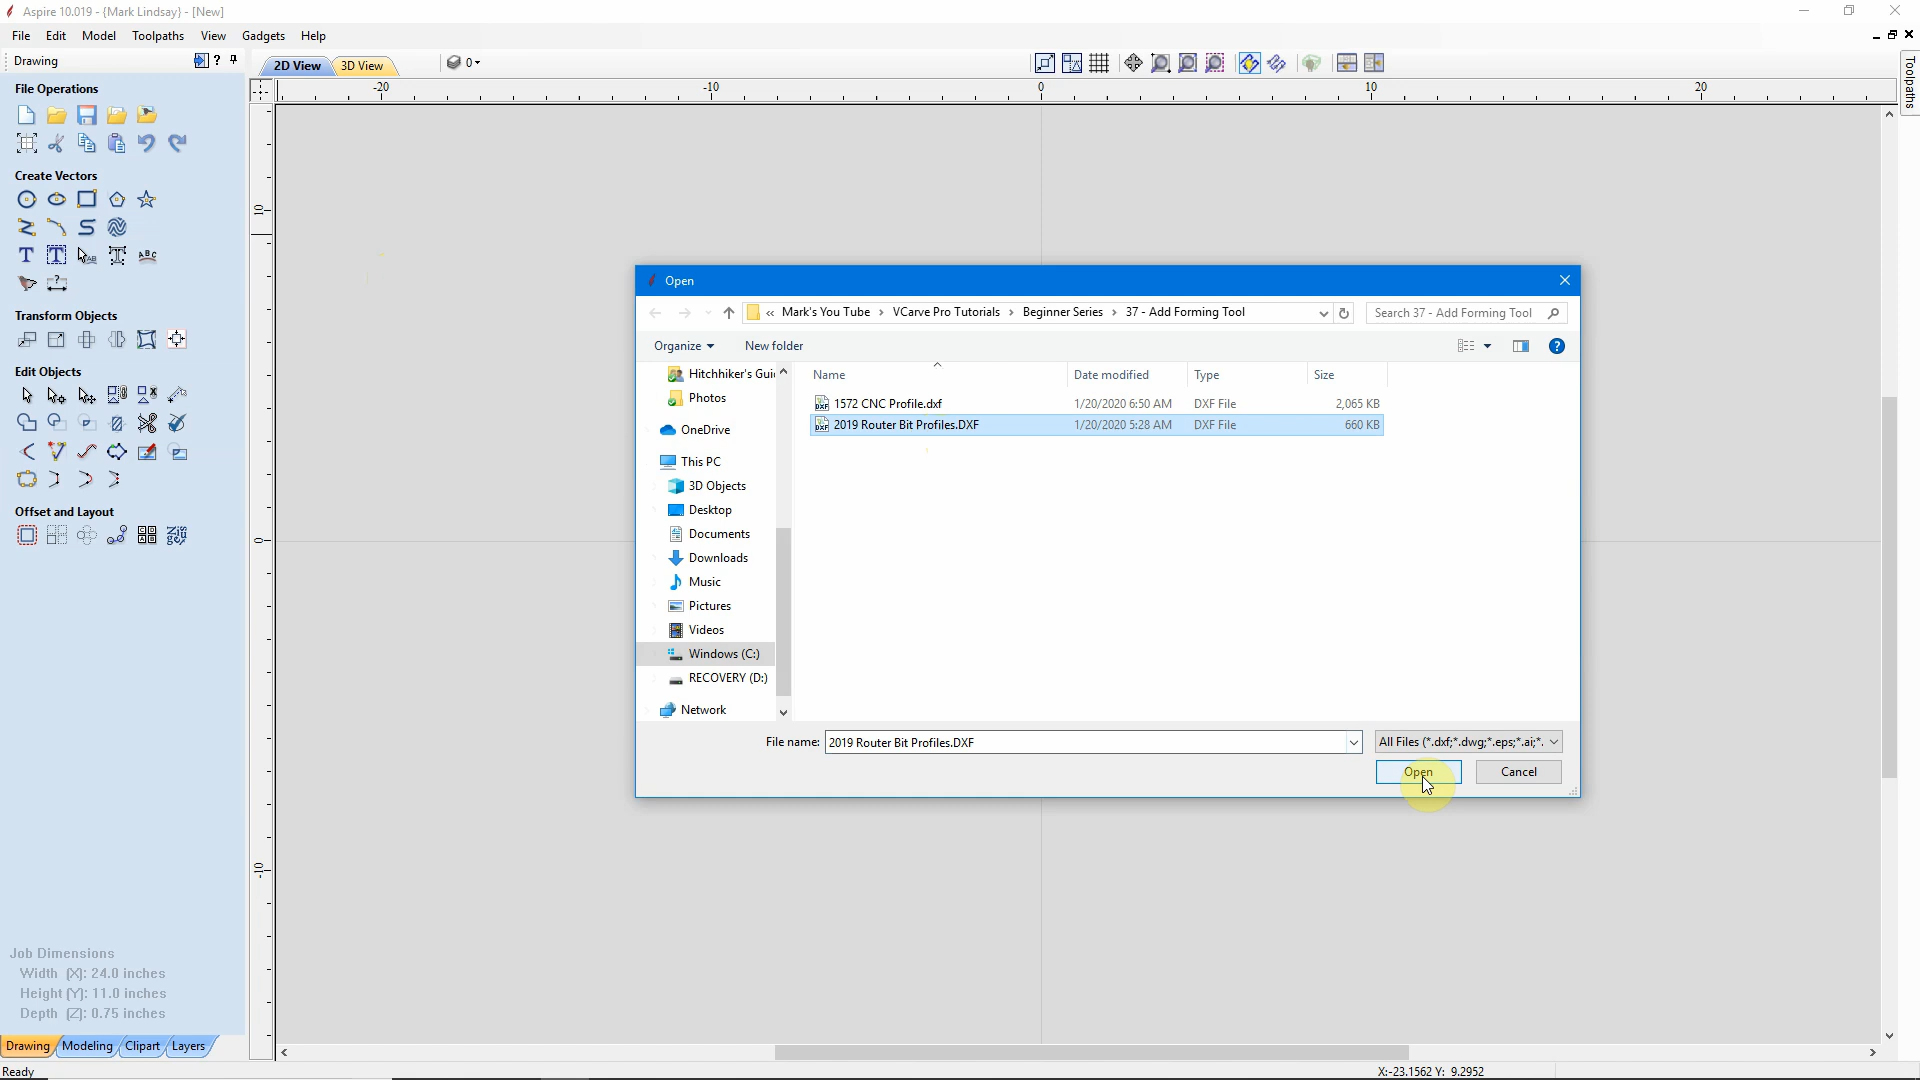 Aspire 10.019 - {Mark Lindsay} - [New]
File Edit Model Toolpaths View Gadgets Help
Drawing ?
2D View 3D View 0
File Operations
-20 -10 0 10 20
Toolpaths
Create Vectors
10
Transform Objects
Edit Objects
Offset and Layout
0
-10
Open
« Mark's You Tube › VCarve Pro Tutorials › Beginner Series › 37 - Add Forming Tool
Search 37 - Add Forming Tool
Organize New folder
Hitchhiker's Gui
Photos
OneDrive
This PC
3D Objects
Desktop
Documents
Downloads
Music
Pictures
Videos
Windows (C:)
RECOVERY (D:)
Network
Name Date modified Type Size
1572 CNC Profile.dxf 1/20/2020 6:50 AM DXF File 2,065 KB
2019 Router Bit Profiles.DXF 1/20/2020 5:28 AM DXF File 660 KB
File name: 2019 Router Bit Profiles.DXF All Files (*.dxf;*.dwg;*.eps;*.ai;*.
Open Cancel
Job Dimensions
Width (X): 24.0 inches
Height (Y): 11.0 inches
Depth (Z): 0.75 inches
Drawing Modeling Clipart Layers
Ready X:-23.1562 Y: 9.2952